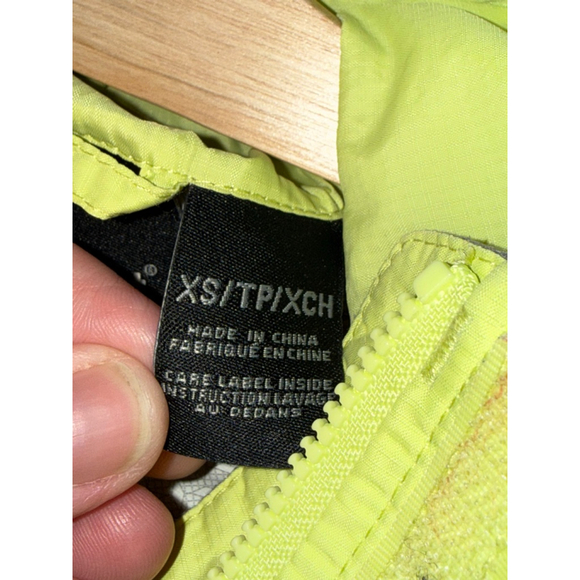 XS/TP/XCH
MADE IN CHINA
FABRIQUÉ EN CHINE
CARE LABEL INSIDE
INSTRUCTION LAVAGE
AU DEDANS
®